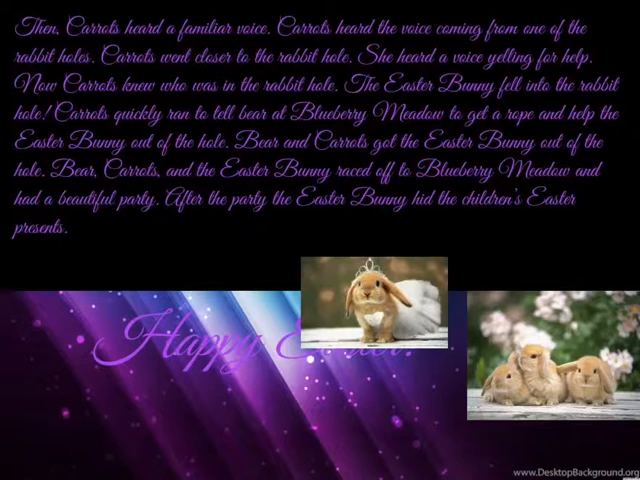 Then, Carrots heard a familiar voice. Carrots heard the voice coming from one of the
rabbit holes. Carrots went closer to the rabbit hole. She heard a voice yelling for help.
Now Carrots knew who was in the rabbit hole. The Easter Bunny fell into the rabbit
hole! Carrots quickly ran to tell bear at Blueberry Meadow to get a rope and help the
Easter Bunny out of the hole. Bear and Carrots got the Easter Bunny out of the
hole. Bear, Carrots, and the Easter Bunny raced off to Blueberry Meadow and
had a beautiful party. After the party the Easter Bunny hid the children's Easter
presents.
Happy
www.DesktopBackground.org